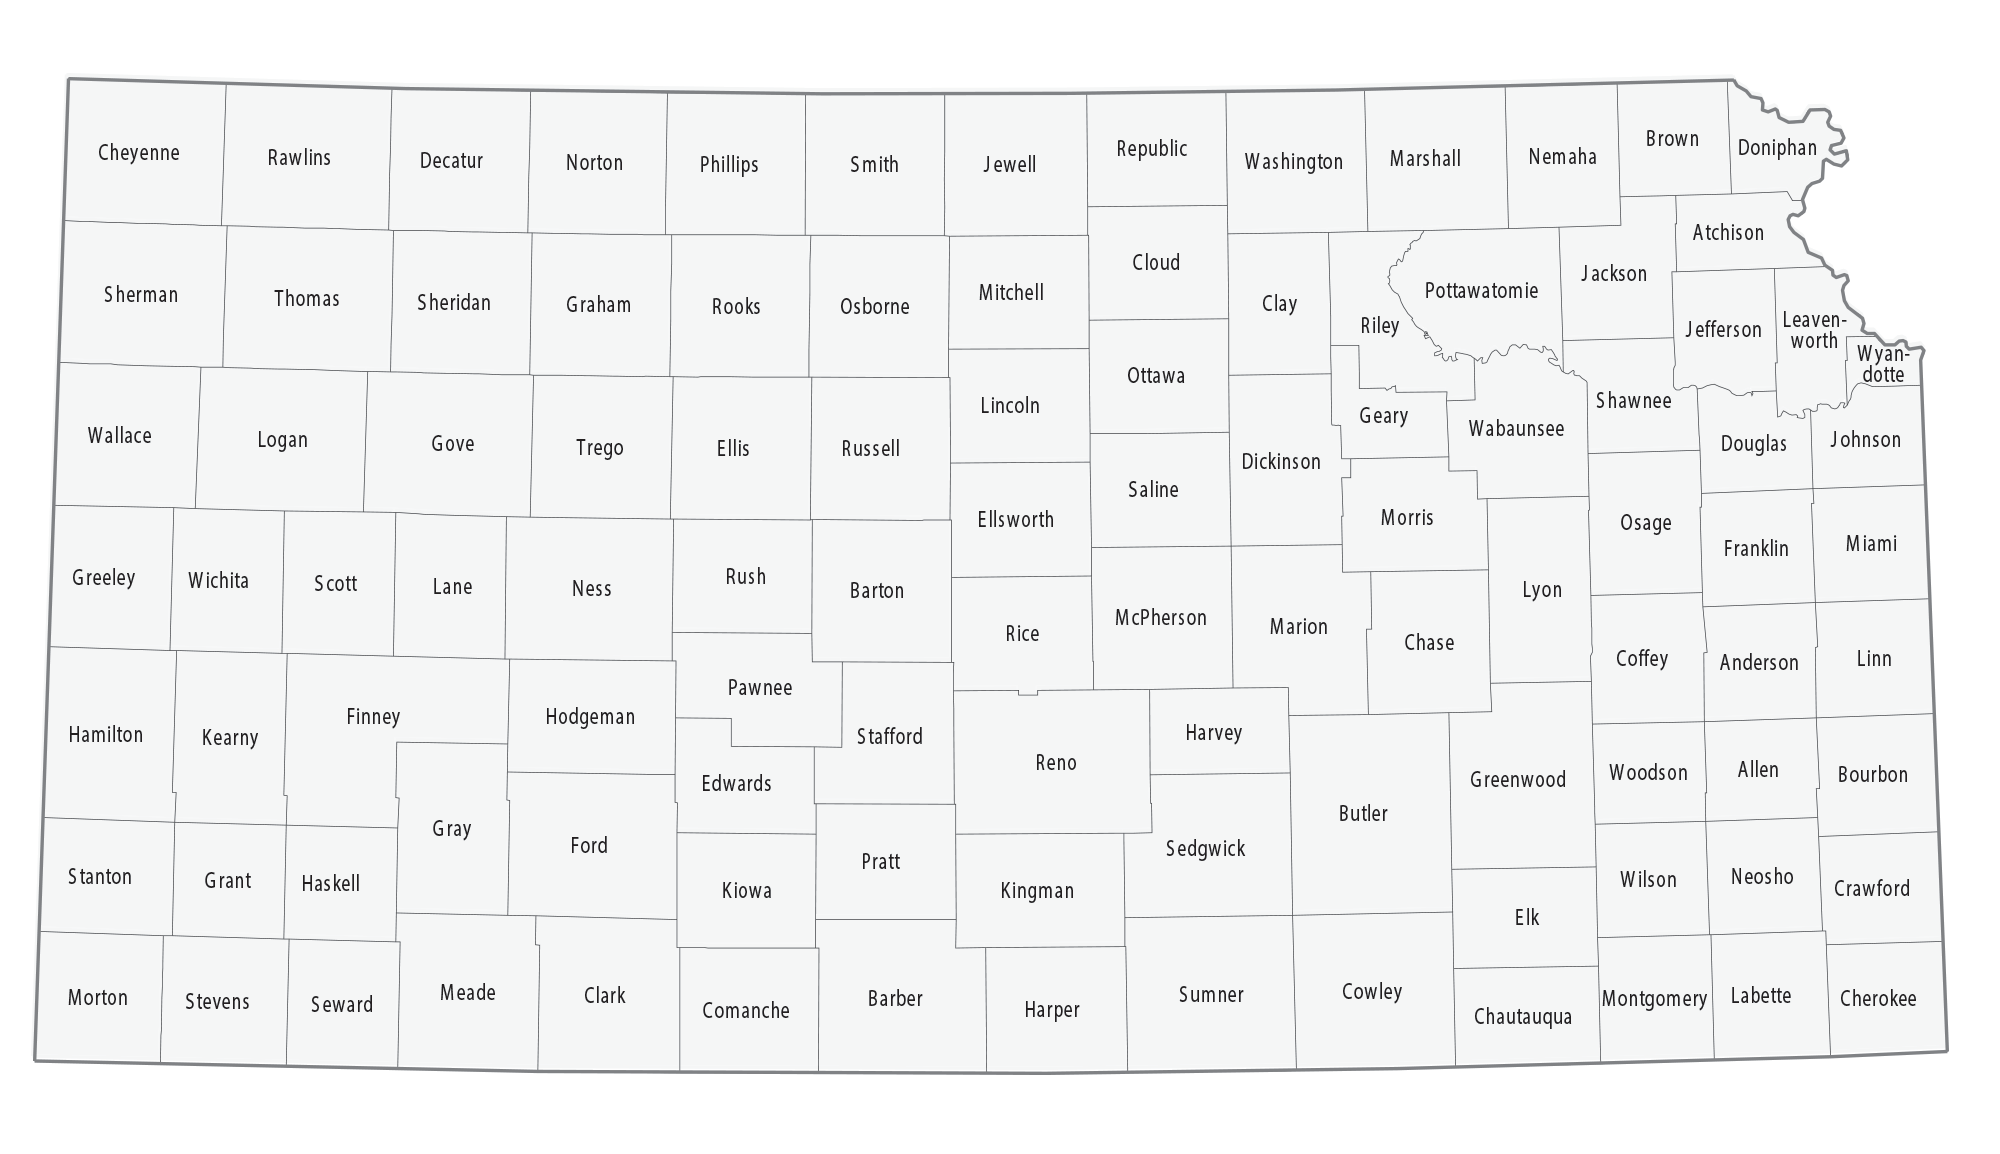 Cheyenne
Rawlins
Decatur
Norton
Phillips
Smith
Jewell
Republic
Washington
Marshall
Nemaha
Brown
Doniphan
Atchison
Cloud
Sherman
Thomas
Sheridan
Graham
Rooks
Osborne
Mitchell
Clay
Riley
Pottawatomie
Jackson
Jefferson
Leaven-
worth
Wyan-
dotte
Ottawa
Lincoln
Wallace
Logan
Gove
Trego
Ellis
Russell
Saline
Dickinson
Geary
Wabaunsee
Shawnee
Douglas
Johnson
Ellsworth
Morris
Osage
Franklin
Miami
Greeley
Wichita
Scott
Lane
Ness
Rush
Barton
Rice
McPherson
Marion
Chase
Lyon
Coffey
Anderson
Linn
Hamilton
Kearny
Finney
Hodgeman
Pawnee
Stafford
Edwards
Reno
Harvey
Butler
Greenwood
Woodson
Allen
Bourbon
Gray
Ford
Sedgwick
Stanton
Grant
Haskell
Kiowa
Pratt
Kingman
Elk
Wilson
Neosho
Crawford
Morton
Stevens
Seward
Meade
Clark
Comanche
Barber
Harper
Sumner
Cowley
Chautauqua
Montgomery
Labette
Cherokee